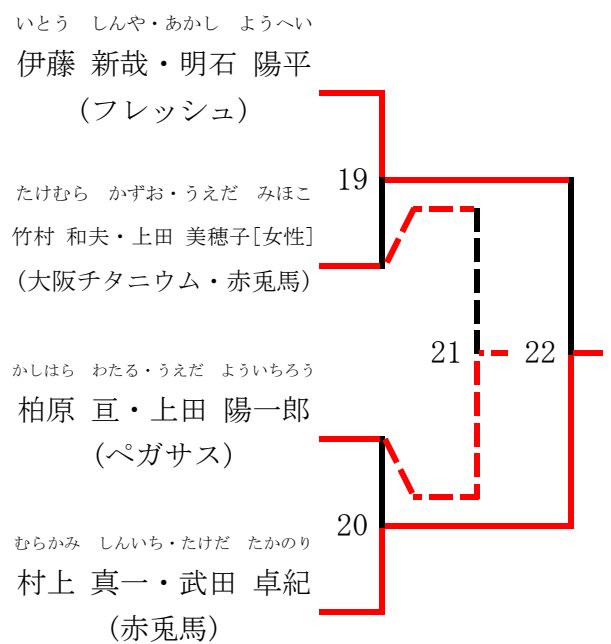 いとう　しんや・あかし　ようへい
伊藤 新哉・明石 陽平
(フレッシュ)
19
たけむら　かずお・うえだ　みほこ
竹村 和夫・上田 美穂子[女性]
(大阪チタニウム・赤兎馬)
21
22
かしはら　わたる・うえだ　よういちろう
柏原 亘・上田 陽一郎
(ペガサス)
20
むらかみ　しんいち・たけだ　たかのり
村上 真一・武田 卓紀
(赤兎馬)